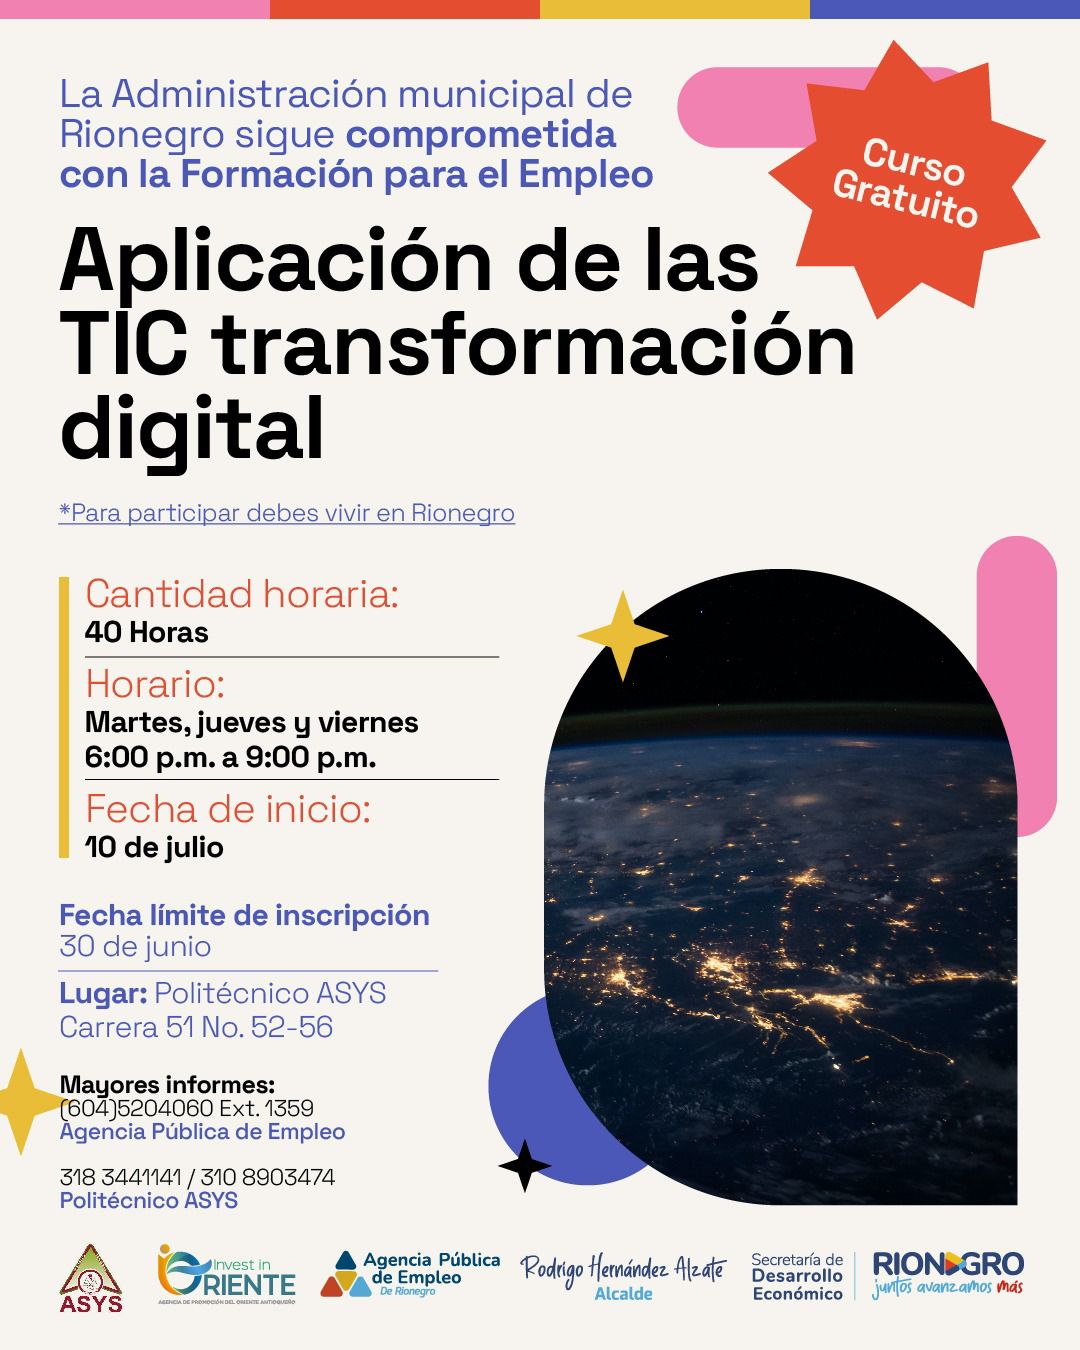 La Administración municipal de
Rionegro sigue comprometida
con la Formación para el Empleo
Curso
Gratuito
Aplicación de las
TIC transformación
digital
*Para participar debes vivir en Rionegro
Cantidad horaria:
40 Horas
Horario:
Martes, jueves y viernes
6:00 p.m. a 9:00 p.m.
Fecha de inicio:
10 de julio
Fecha límite de inscripción
30 de junio
Lugar: Politécnico ASYS
Carrera 51 No. 52-56
Mayores informes:
(604)5204060 Ext. 1359
Agencia Pública de Empleo
318 3441141 / 310 8903474
Politécnico ASYS
ASYS
Invest in
ORIENTE
AGENCIA DE PROMOCIÓN DEL ORIENTE ANTIOQUEÑO
Agencia Pública
de Empleo
De Rionegro
Rodrigo Hernández Alzate
Alcalde
Secretaría de
Desarrollo
Económico
RIONEGRO
juntos avanzamos más